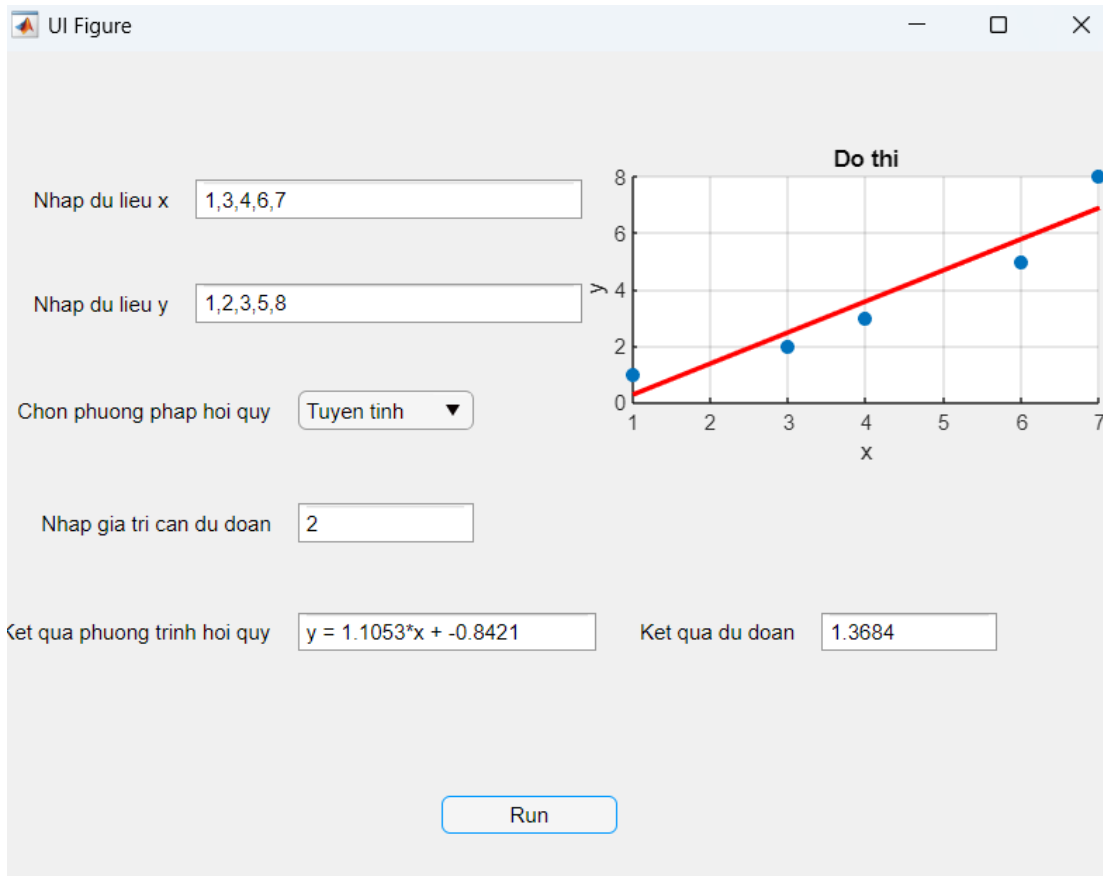 UI Figure
Nhap du lieu x 1,3,4,6,7
Nhap du lieu y 1,2,3,5,8
Chon phuong phap hoi quy Tuyen tinh
Nhap gia tri can du doan 2
Ket qua phuong trinh hoi quy y = 1.1053*x + -0.8421 Ket qua du doan 1.3684
Run
Do thi
8
6
4
2
0
y
1 2 3 4 5 6 7
x